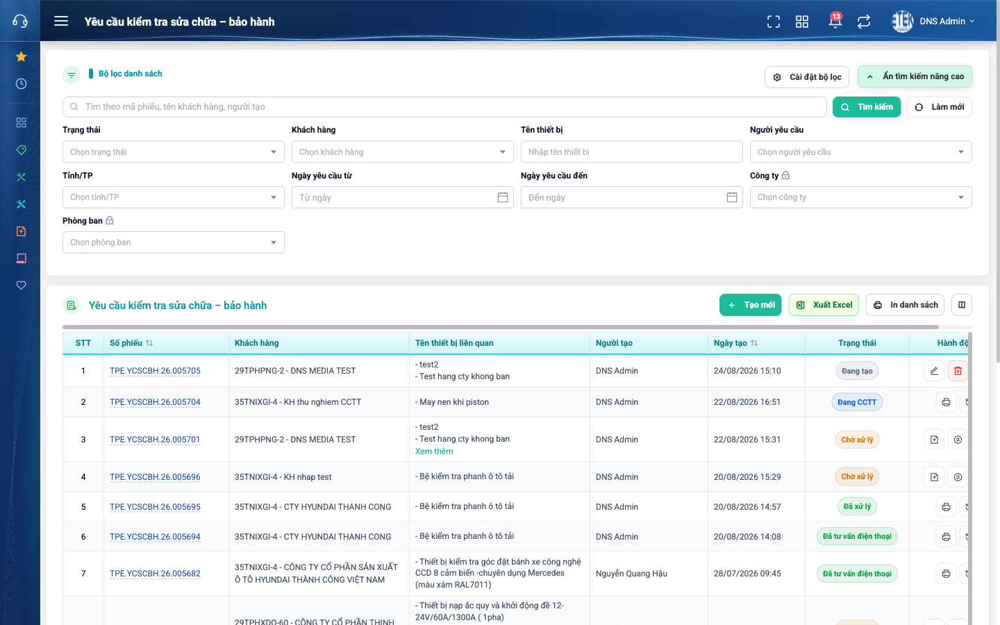 Yêu cầu kiểm tra sửa chữa – bảo hành
13
DNS Admin
Bộ lọc danh sách
Cài đặt bộ lọc
Ẩn tìm kiếm nâng cao
Tìm theo mã phiếu, tên khách hàng, người tạo
Tìm kiếm
Làm mới
Trạng thái
Khách hàng
Tên thiết bị
Người yêu cầu
Chọn trạng thái
Chọn khách hàng
Nhập tên thiết bị
Chọn người yêu cầu
Tỉnh/TP
Ngày yêu cầu từ
Ngày yêu cầu đến
Công ty
Chọn tỉnh/TP
Từ ngày
Đến ngày
Chọn công ty
Phòng ban
Chọn phòng ban
Yêu cầu kiểm tra sửa chữa – bảo hành
Tạo mới
Xuất Excel
In danh sách
STT Số phiếu Khách hàng Tên thiết bị liên quan Người tạo Ngày tạo Trạng thái Hành độ
1 TPE.YCSCBH.26.005705 29TPHPNG-2 - DNS MEDIA TEST - test2 DNS Admin 24/08/2026 15:10 Đang tạo
- Test hang cty khong ban
2 TPE.YCSCBH.26.005704 35TNIXGI-4 - KH thu nghiem CCTT - May nen khi piston DNS Admin 22/08/2026 16:51 Đang CCTT
3 TPE.YCSCBH.26.005701 29TPHPNG-2 - DNS MEDIA TEST - test2 DNS Admin 22/08/2026 15:31 Chờ xử lý
- Test hang cty khong ban
Xem thêm
4 TPE.YCSCBH.26.005696 35TNIXGI-4 - KH nhap test - Bệ kiểm tra phanh ô tô tải DNS Admin 20/08/2026 15:29 Chờ xử lý
5 TPE.YCSCBH.26.005695 35TNIXGI-4 - CTY HYUNDAI THANH CONG - Bệ kiểm tra phanh ô tô tải DNS Admin 20/08/2026 14:57 Đã xử lý
6 TPE.YCSCBH.26.005694 35TNIXGI-4 - CTY HYUNDAI THANH CONG - Bệ kiểm tra phanh ô tô tải DNS Admin 20/08/2026 14:08 Đã tư vấn điện thoại
7 TPE.YCSCBH.26.005682 35TNIXGI-4 - CÔNG TY CỔ PHẦN SẢN XUẤT - Thiết bị kiểm tra góc đặt bánh xe công nghệ Nguyễn Quang Hậu 28/07/2026 09:45 Đã tư vấn điện thoại
Ô TÔ HYUNDAI THÀNH CÔNG VIỆT NAM CCD 8 cảm biến -chuyên dụng Mercedes
(màu xám RAL7011)
- Thiết bị nạp ắc quy và khởi động đề 12-
24V/60A/1300A ( 1pha)
29TPHXDO-60 - CÔNG TY CỔ PHẦN THỊNH